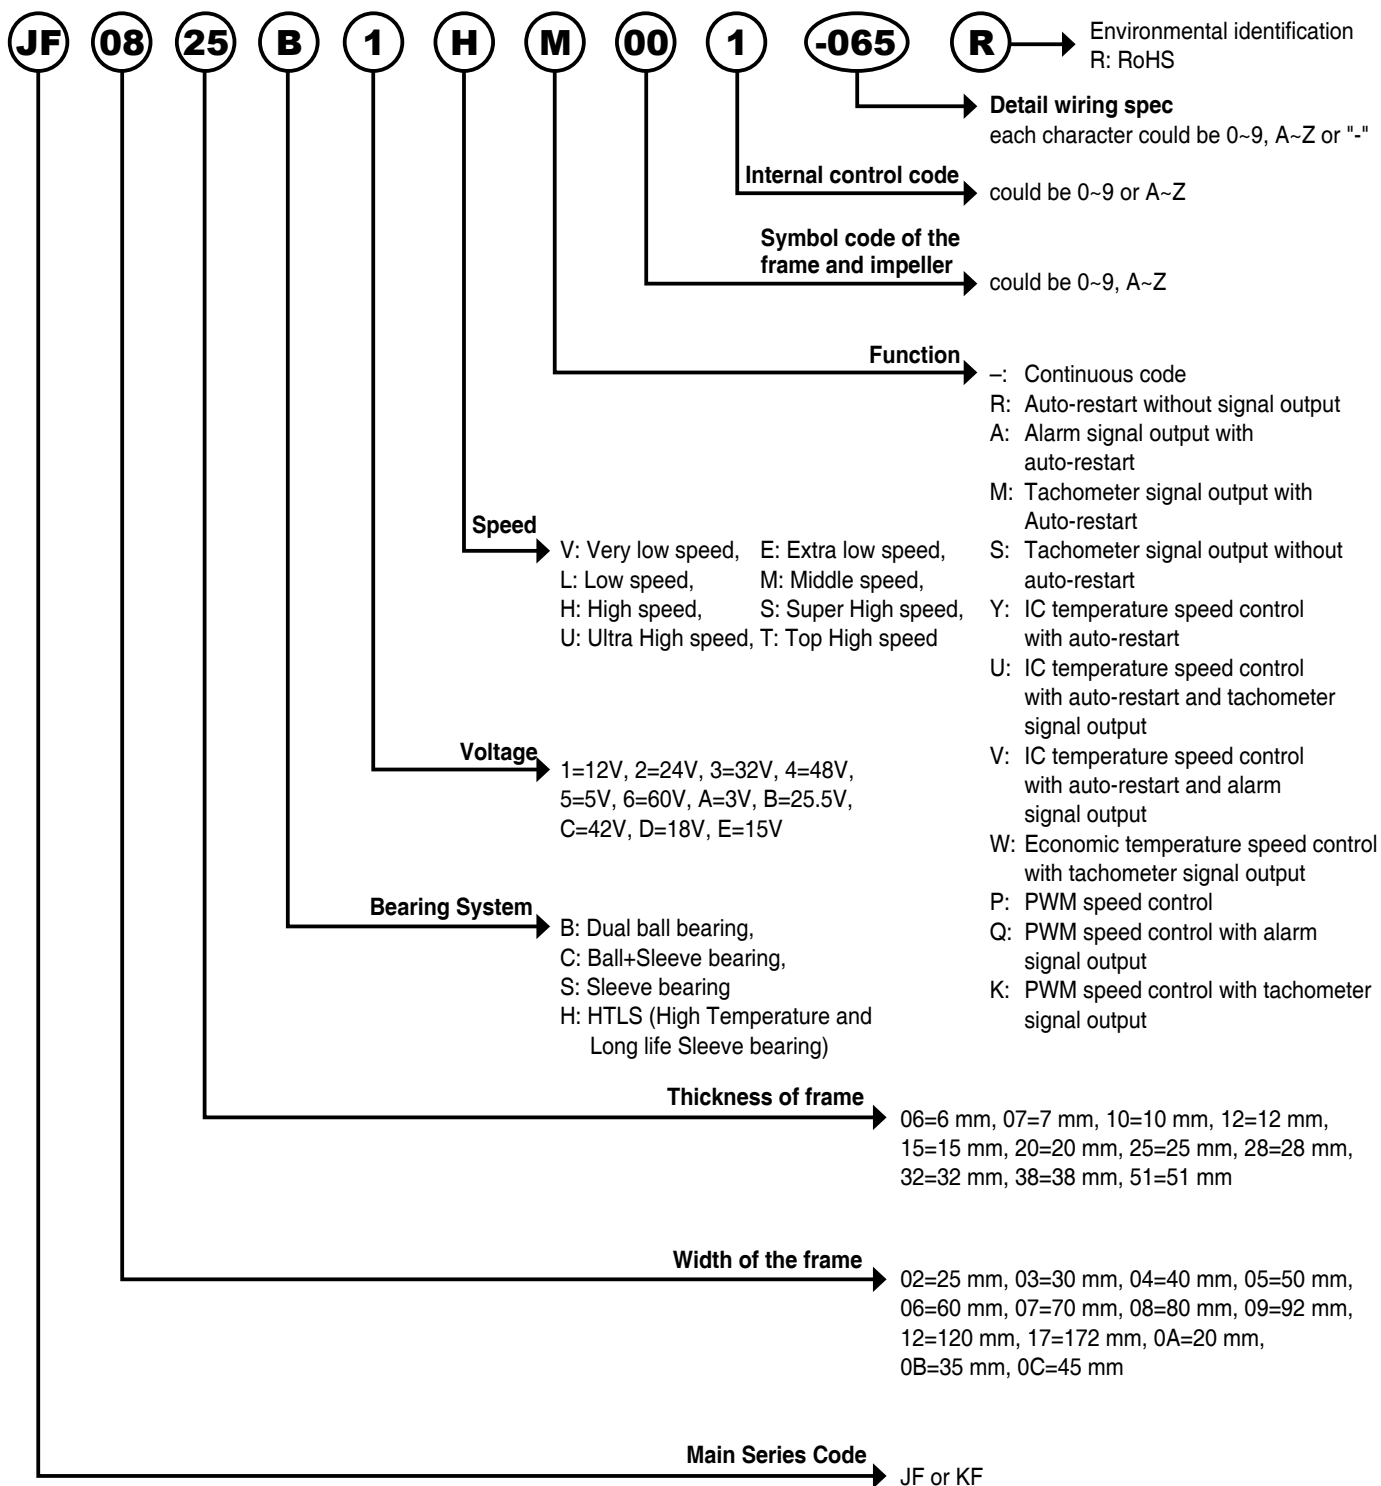 JF 08 25 B 1 H M 00 1 -065 R
Environmental identification
R: RoHS
Detail wiring spec
each character could be 0~9, A~Z or "-"
Internal control code
could be 0~9 or A~Z
Symbol code of the
frame and impeller
could be 0~9, A~Z
Function
–: Continuous code
R: Auto-restart without signal output
A: Alarm signal output with
auto-restart
M: Tachometer signal output with
Auto-restart
S: Tachometer signal output without
auto-restart
Y: IC temperature speed control
with auto-restart
U: IC temperature speed control
with auto-restart and tachometer
signal output
V: IC temperature speed control
with auto-restart and alarm
signal output
W: Economic temperature speed control
with tachometer signal output
P: PWM speed control
Q: PWM speed control with alarm
signal output
K: PWM speed control with tachometer
signal output
Speed
V: Very low speed, E: Extra low speed,
L: Low speed, M: Middle speed,
H: High speed, S: Super High speed,
U: Ultra High speed, T: Top High speed
Voltage
1=12V, 2=24V, 3=32V, 4=48V,
5=5V, 6=60V, A=3V, B=25.5V,
C=42V, D=18V, E=15V
Bearing System
B: Dual ball bearing,
C: Ball+Sleeve bearing,
S: Sleeve bearing
H: HTLS (High Temperature and
Long life Sleeve bearing)
Thickness of frame
06=6 mm, 07=7 mm, 10=10 mm, 12=12 mm,
15=15 mm, 20=20 mm, 25=25 mm, 28=28 mm,
32=32 mm, 38=38 mm, 51=51 mm
Width of the frame
02=25 mm, 03=30 mm, 04=40 mm, 05=50 mm,
06=60 mm, 07=70 mm, 08=80 mm, 09=92 mm,
12=120 mm, 17=172 mm, 0A=20 mm,
0B=35 mm, 0C=45 mm
Main Series Code
JF or KF